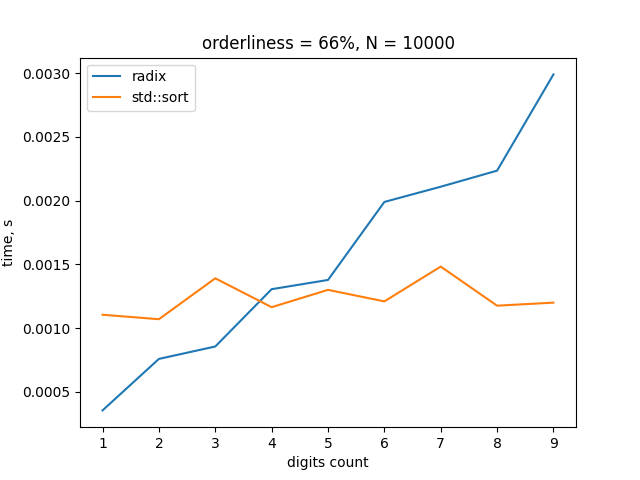 orderliness = 66%, N = 10000
radix
std::sort
0.0030
0.0025
0.0020
0.0015
0.0010
0.0005
time, s
1 2 3 4 5 6 7 8 9
digits count